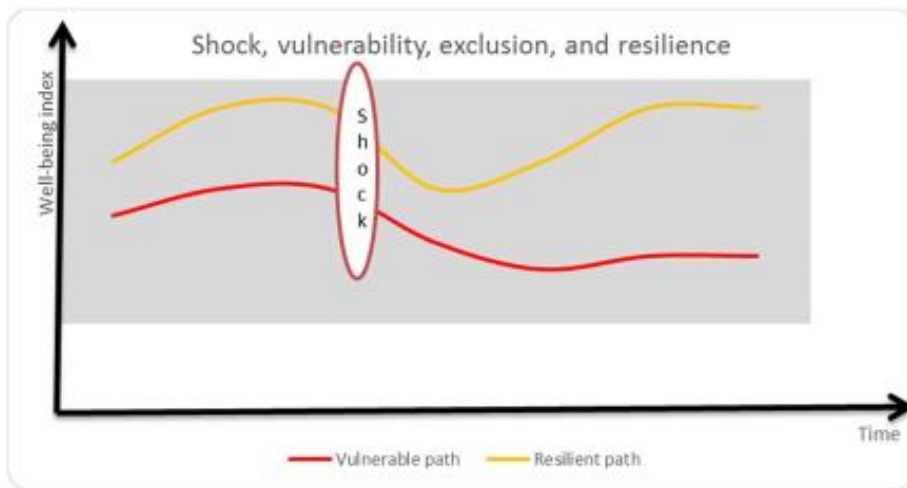 Shock, vulnerability, exclusion, and resilience
Well-being index
S
h
o
c
k
Time
Vulnerable path
Resilient path